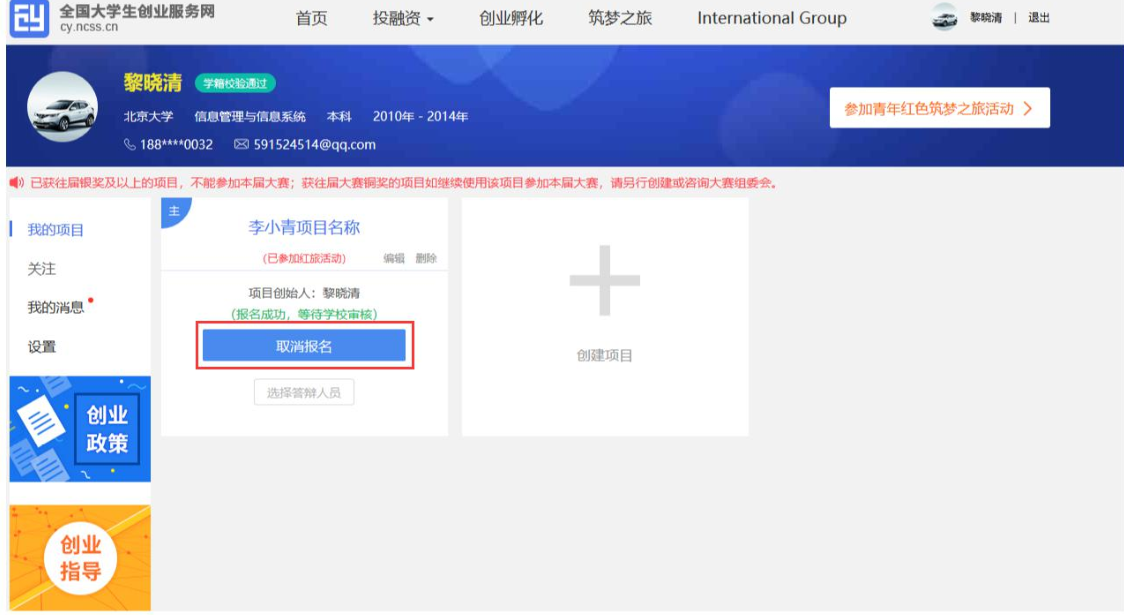 全国大学生创业服务网
cy.ncss.cn
首页 投融资 创业孵化 筑梦之旅 International Group 黎晓清 | 退出
黎晓清 学籍校验通过
北京大学 信息管理与信息系统 本科 2010年 - 2014年
188****0032 591524514@qq.com
参加青年红色筑梦之旅活动
已获往届银奖及以上的项目，不能参加本届大赛；获往届大赛铜奖的项目如继续使用该项目参加本届大赛，请另行创建或咨询大赛组委会。
我的项目
关注
我的消息
设置
创业
政策
创业
指导
主
李小青项目名称
(已参加红旅活动) 编辑 删除
项目创始人：黎晓清
(报名成功，等待学校审核)
取消报名
选择答辩人员
创建项目